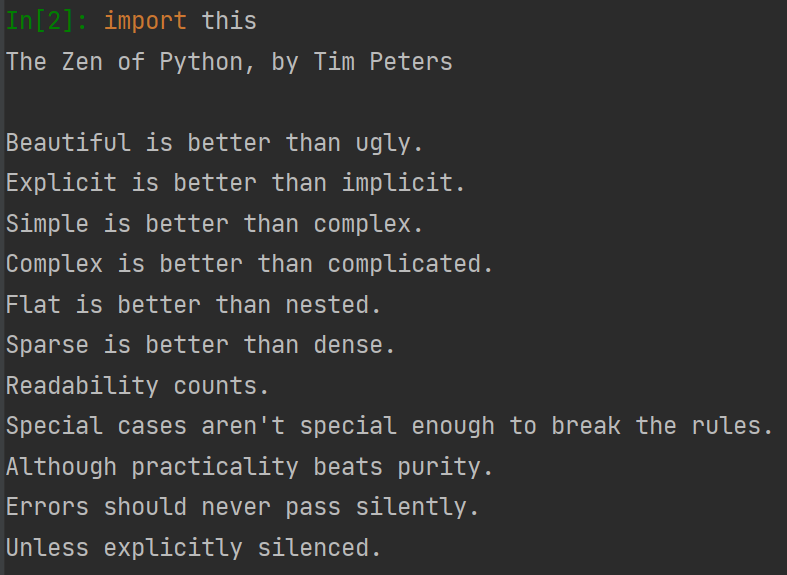 In[2]: import this
The Zen of Python, by Tim Peters

Beautiful is better than ugly.
Explicit is better than implicit.
Simple is better than complex.
Complex is better than complicated.
Flat is better than nested.
Sparse is better than dense.
Readability counts.
Special cases aren't special enough to break the rules.
Although practicality beats purity.
Errors should never pass silently.
Unless explicitly silenced.